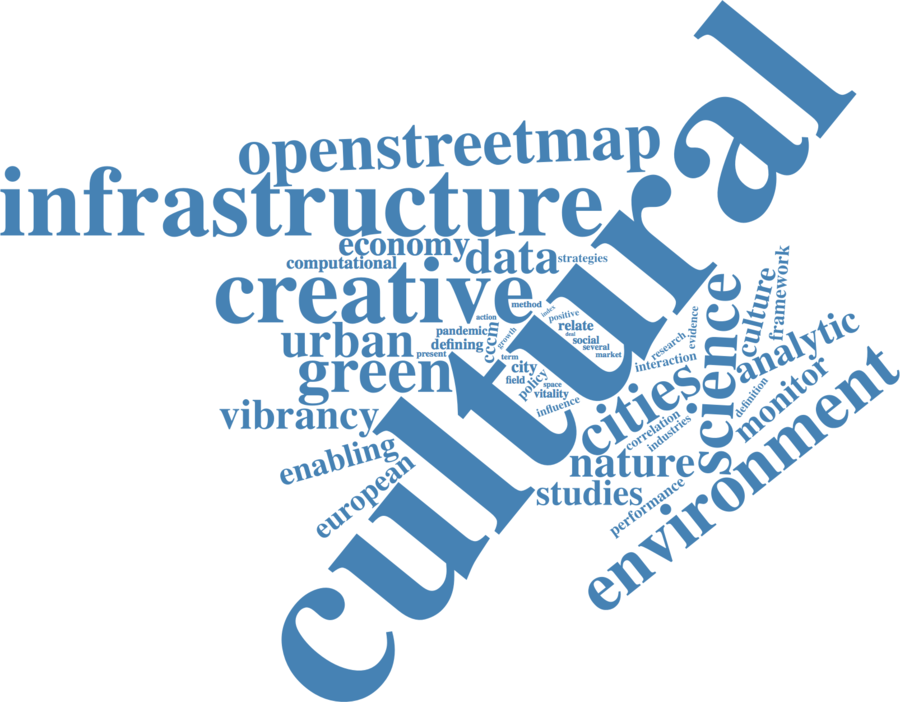 cultural
openstreetmap
infrastructure
economy
data
strategies
computational
creative
method
index
positive
action
urban
pandemic
cccm
growth
relate
deal
social
defining
several
present
term
market
green
city
field
policy
space
vitality
influence
vibrancy
enabling
european
research
evidence
interaction
cities
science
culture
framework
analytic
definition
monitor
correlation
industries
nature
studies
performance
environment